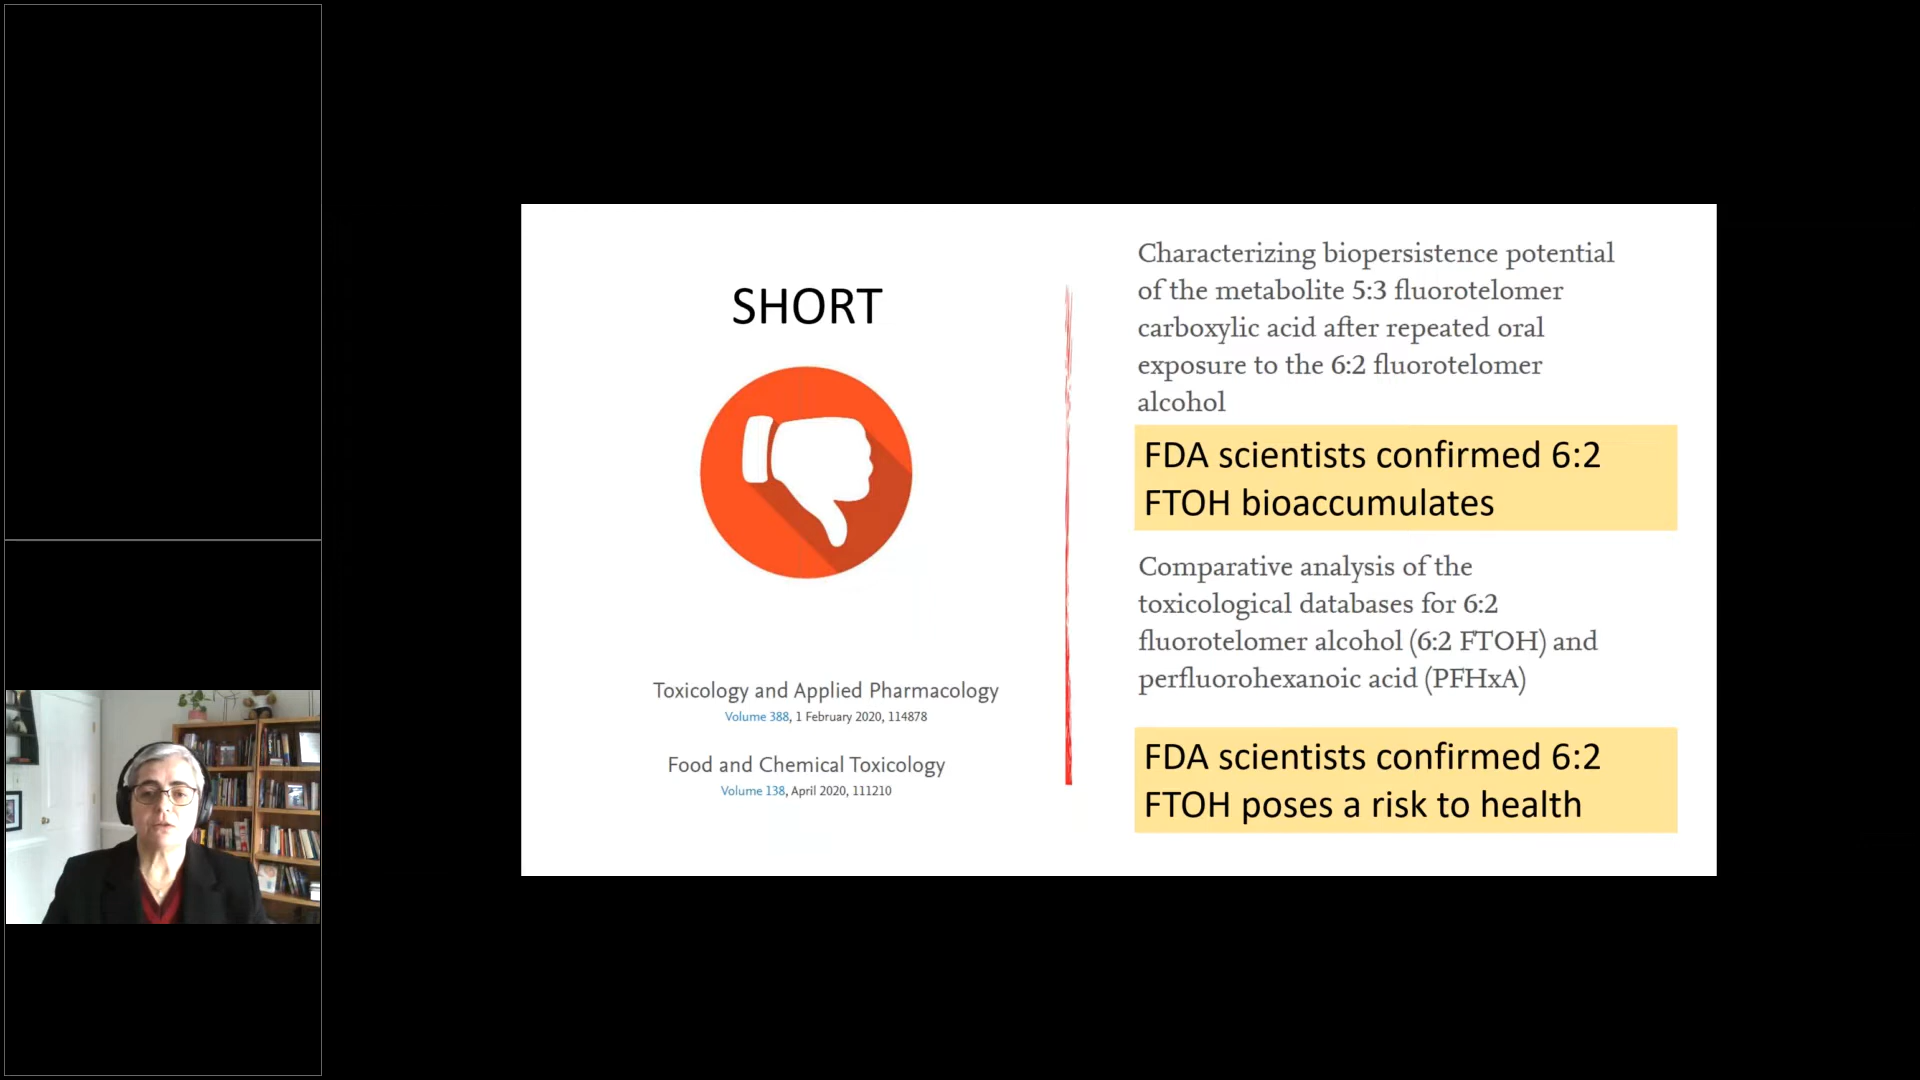 SHORT
Toxicology and Applied Pharmacology
Volume 388, 1 February 2020, 114878
Food and Chemical Toxicology
Volume 138, April 2020, 111210
Characterizing biopersistence potential
of the metabolite 5:3 fluorotelomer
carboxylic acid after repeated oral
exposure to the 6:2 fluorotelomer
alcohol
FDA scientists confirmed 6:2
FTOH bioaccumulates
Comparative analysis of the
toxicological databases for 6:2
fluorotelomer alcohol (6:2 FTOH) and
perfluorohexanoic acid (PFHxA)
FDA scientists confirmed 6:2
FTOH poses a risk to health